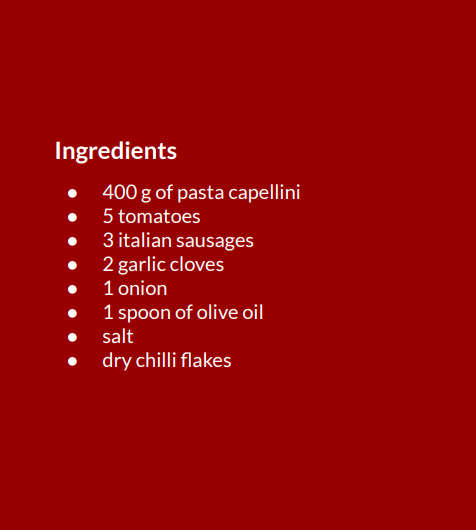 Ingredients
● 400 g of pasta capellini
● 5 tomatoes
● 3 italian sausages
● 2 garlic cloves
● 1 onion
● 1 spoon of olive oil
● salt
● dry chilli flakes